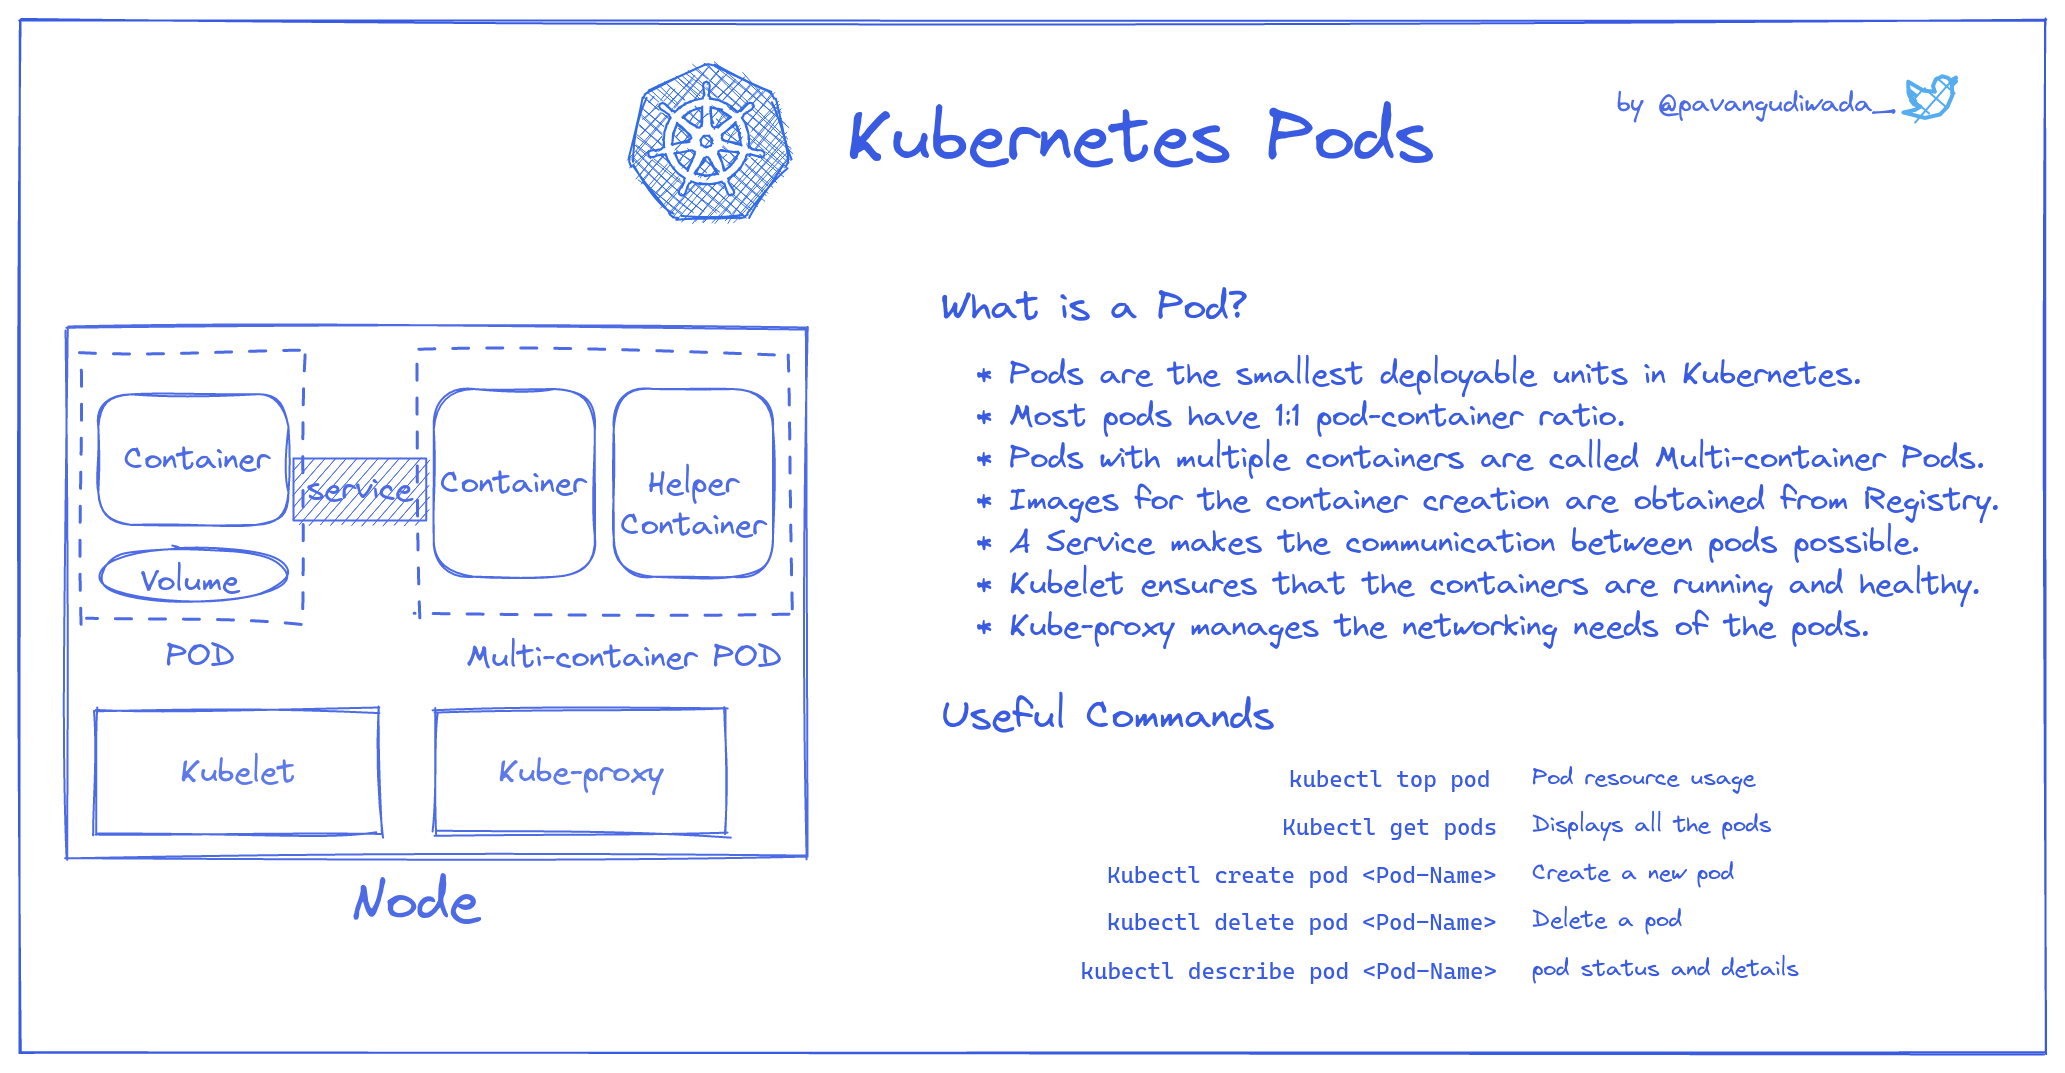 Kubernetes Pods
by @pavangudiwada_
Container
Volume
POD
service
Container
Helper
Container
Multi-container POD
Kubelet
Kube-proxy
Node
What is a Pod?
* Pods are the smallest deployable units in Kubernetes.
* Most pods have 1:1 pod-container ratio.
* Pods with multiple containers are called Multi-container Pods.
* Images for the container creation are obtained from Registry.
* A Service makes the communication between pods possible.
* Kubelet ensures that the containers are running and healthy.
* Kube-proxy manages the networking needs of the pods.
Useful Commands
kubectl top pod Pod resource usage
Kubectl get pods Displays all the pods
Kubectl create pod <Pod-Name> Create a new pod
kubectl delete pod <Pod-Name> Delete a pod
kubectl describe pod <Pod-Name> pod status and details